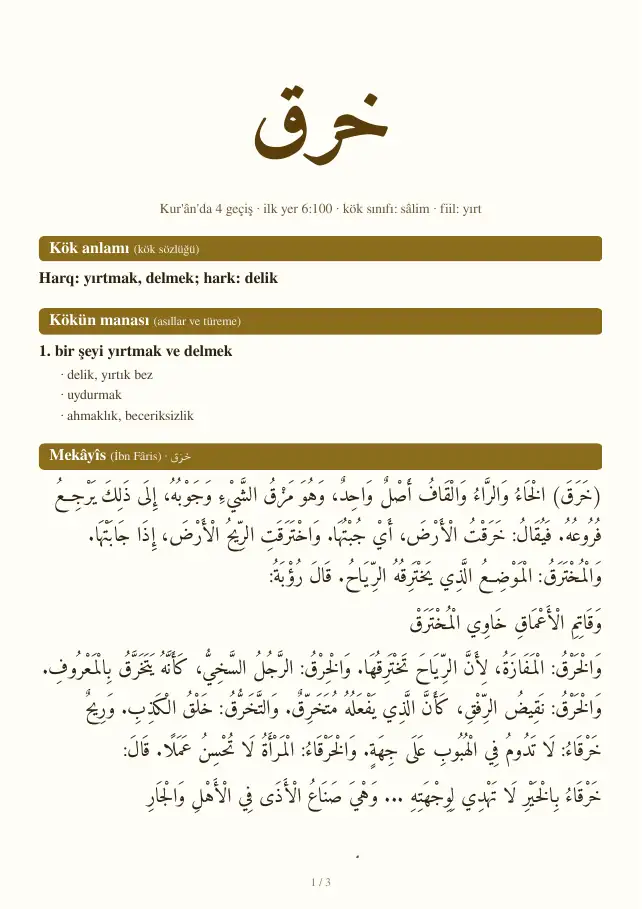 خرق
Kur'ân'da 4 geçiş · ilk yer 6:100 · kök sınıfı: sâlim · fiil: yırt
Kök anlamı (kök sözlüğü)
Harq: yırtmak, delmek; hark: delik
Kökün manası (asıllar ve türeme)
1. bir şeyi yırtmak ve delmek
· delik, yırtık bez
· uydurmak
· ahmaklık, beceriksizlik
Mekâyîs (İbn Fâris) · خرق
(خَرَقَ) الْخَاءُ وَالرَّاءُ وَالْقَافُ أَصْلٌ وَاحِدٌ، وَهُوَ مَزْقُ الشَّيْءِ وَجَوْبُهُ، إِلَى ذَلِكَ يَرْجِعُ
فُرُوعُهُ. فَيُقَالُ: خَرَقْتُ الْأَرْضَ، أَيْ جُبْتُهَا. وَاخْتَرَقَتِ الرِّيحُ الْأَرْضَ، إِذَا جَابَتْهَا.
وَالْمُخْتَرَقُ: الْمَوْضِعُ الَّذِي يَخْتَرِقُهُ الرِّيَاحُ. قَالَ رُؤْبَةُ:
وَقَاتِمِ الْأَعْمَاقِ خَاوِي الْمُخْتَرَقْ
وَالْخَرْقُ: الْمَفَازَةُ، لِأَنَّ الرِّيَاحَ تَخْتَرِقُهَا. وَالْخِرْقُ: الرَّجُلُ السَّخِيُّ، كَأَنَّهُ يَتَخَرَّقُ بِالْمَعْرُوفِ.
وَالْخُرْقُ: نَقِيضُ الرِّفْقِ، كَأَنَّ الَّذِي يَفْعَلُهُ مُتَخَرِّقٌ. وَالتَّخَرُّقُ: خَلْقُ الْكَذِبِ. وَرِيحٌ
خَرْقَاءُ: لَا تَدُومُ فِي الْهُبُوبِ عَلَى جِهَةٍ. وَالْخَرْقَاءُ: الْمَرْأَةُ لَا تُحْسِنُ عَمَلًا. قَالَ:
خَرْقَاءُ بِالْخَيْرِ لَا تَهْدِي لِوِجْهَتِهِ ... وَهْيَ صَنَاعُ الْأَذَى فِي الْأَهْلِ وَالْجَارِ
.
1 / 3